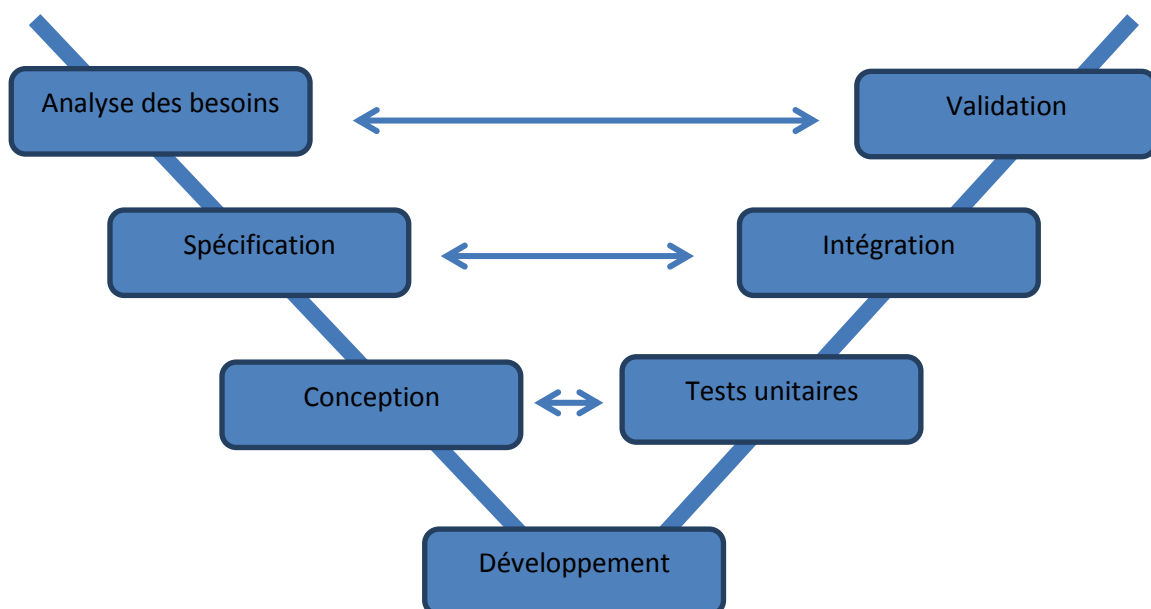 Analyse des besoins
Validation
Spécification
Intégration
Conception
Tests unitaires
Développement